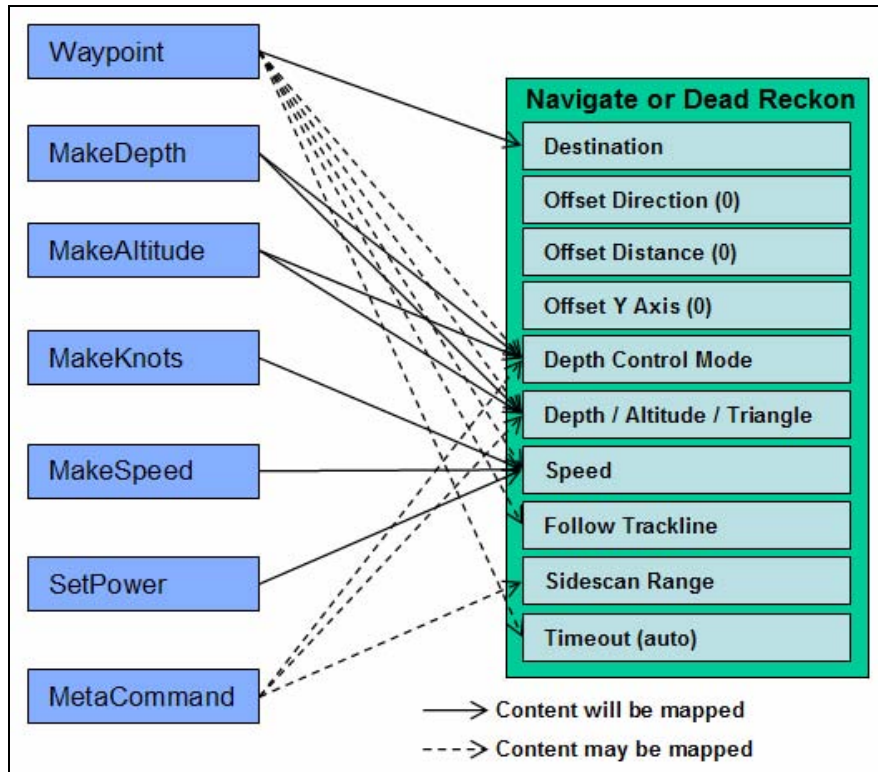 Waypoint
MakeDepth
MakeAltitude
MakeKnots
MakeSpeed
SetPower
MetaCommand
Navigate or Dead Reckon
Destination
Offset Direction (0)
Offset Distance (0)
Offset Y Axis (0)
Depth Control Mode
Depth / Altitude / Triangle
Speed
Follow Trackline
Sidescan Range
Timeout (auto)
Content will be mapped
Content may be mapped